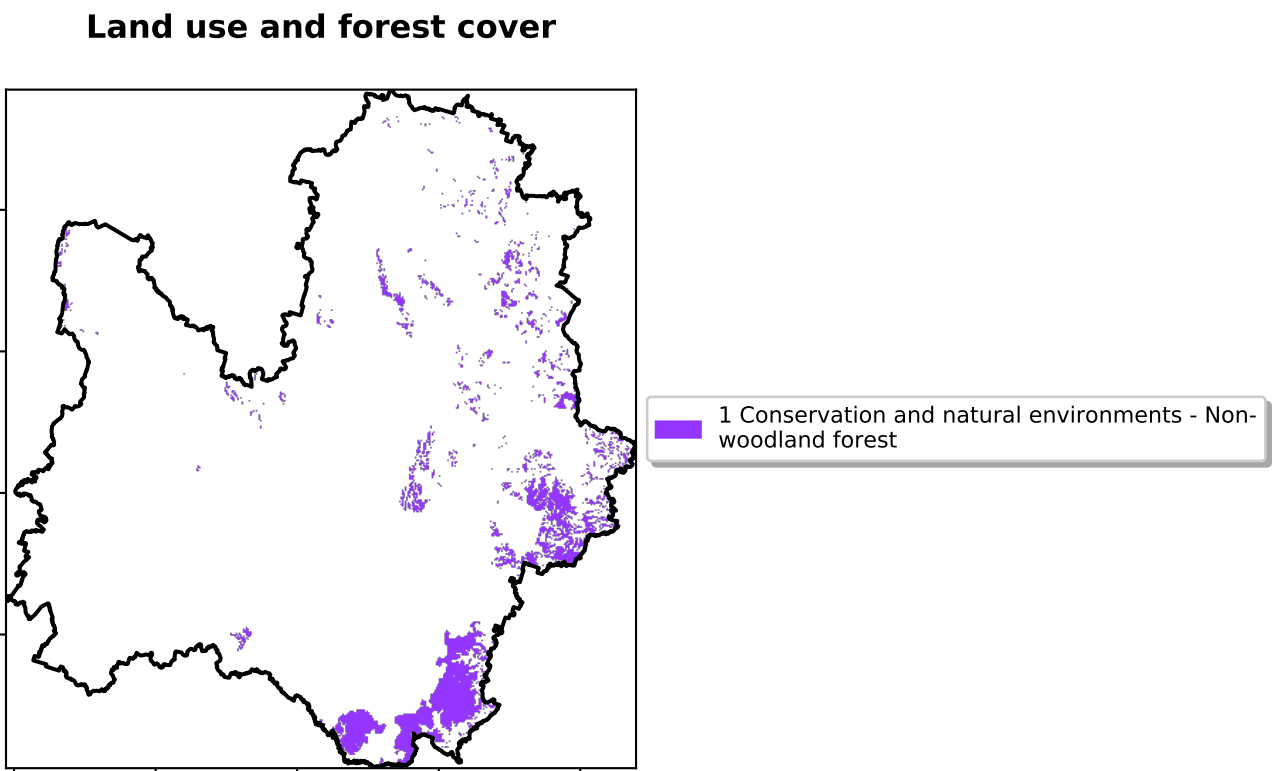 Land use and forest cover
1 Conservation and natural environments - Non-
woodland forest